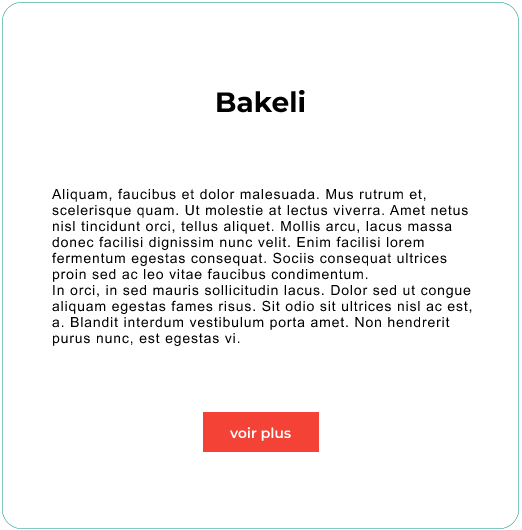 Bakeli
Aliquam, faucibus et dolor malesuada. Mus rutrum et,
scelerisque quam. Ut molestie at lectus viverra. Amet netus
nisl tincidunt orci, tellus aliquet. Mollis arcu, lacus massa
donec facilisi dignissim nunc velit. Enim facilisi lorem
fermentum egestas consequat. Sociis consequat ultrices
proin sed ac leo vitae faucibus condimentum.
In orci, in sed mauris sollicitudin lacus. Dolor sed ut congue
aliquam egestas fames risus. Sit odio sit ultrices nisl ac est,
a. Blandit interdum vestibulum porta amet. Non hendrerit
purus nunc, est egestas vi.
voir plus